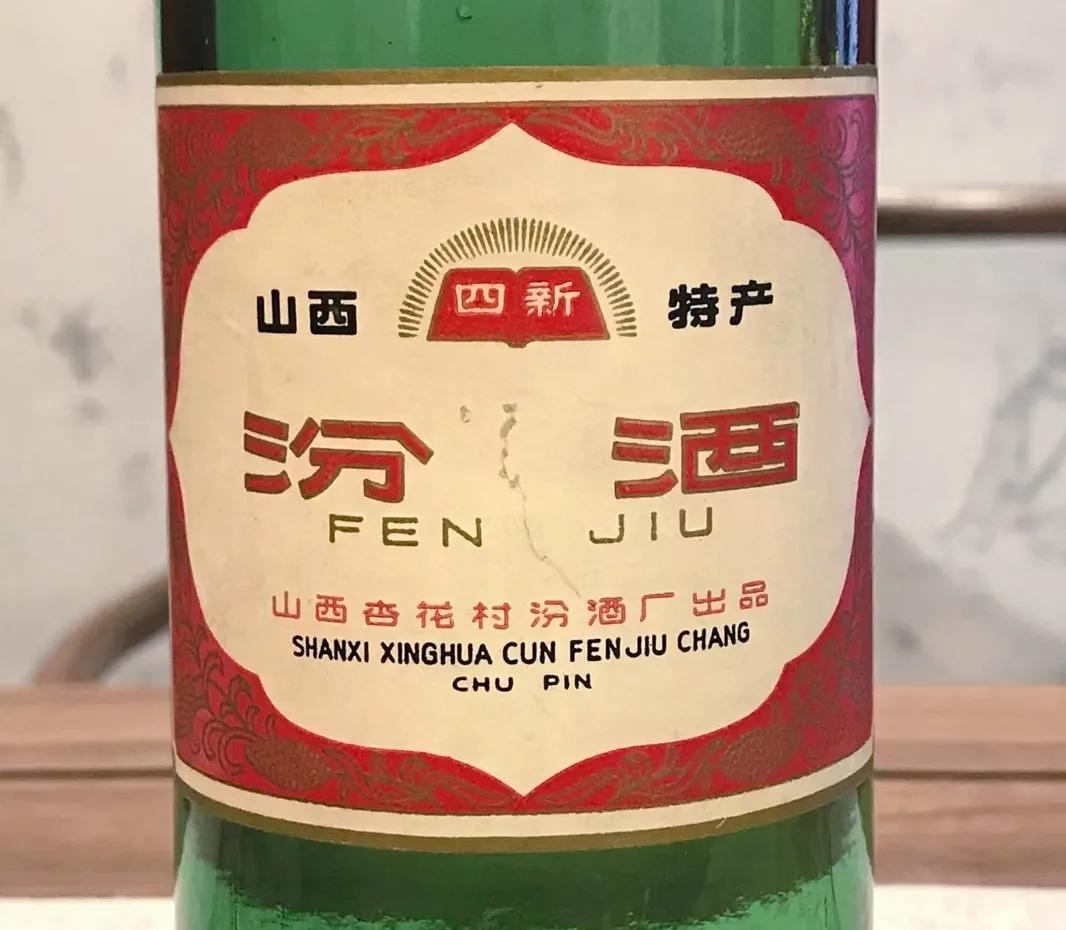 山西 四新 特产
汾酒
FEN JIU
山西杏花村汾酒厂出品
SHANXI XINGHUA CUN FENJIU CHANG
CHU PIN